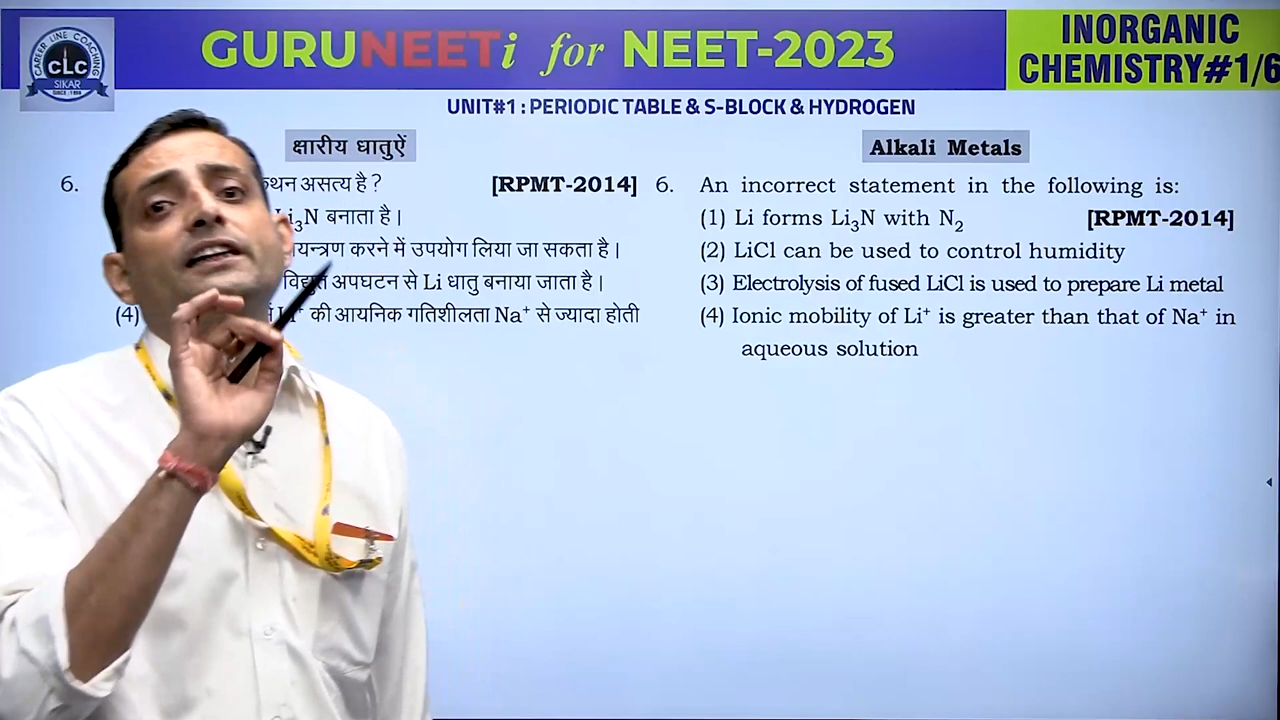 CAREER LINE COACHING
CLC
SIKAR
SINCE : 1996
GURUNEETi for NEET-2023
INORGANIC
CHEMISTRY#1/6
UNIT#1 : PERIODIC TABLE & S-BLOCK & HYDROGEN
क्षारीय धातुऐं
6. कथन असत्य है ? [RPMT-2014]
Li₃N बनाता है।
करने में उपयोग लिया जा सकता है।
विद्युत अपघटन से Li धातु बनाया जाता है।
(4) Li⁺ की आयनिक गतिशीलता Na⁺ से ज्यादा होती
Alkali Metals
6. An incorrect statement in the following is:
(1) Li forms Li₃N with N₂ [RPMT-2014]
(2) LiCl can be used to control humidity
(3) Electrolysis of fused LiCl is used to prepare Li metal
(4) Ionic mobility of Li⁺ is greater than that of Na⁺ in
aqueous solution